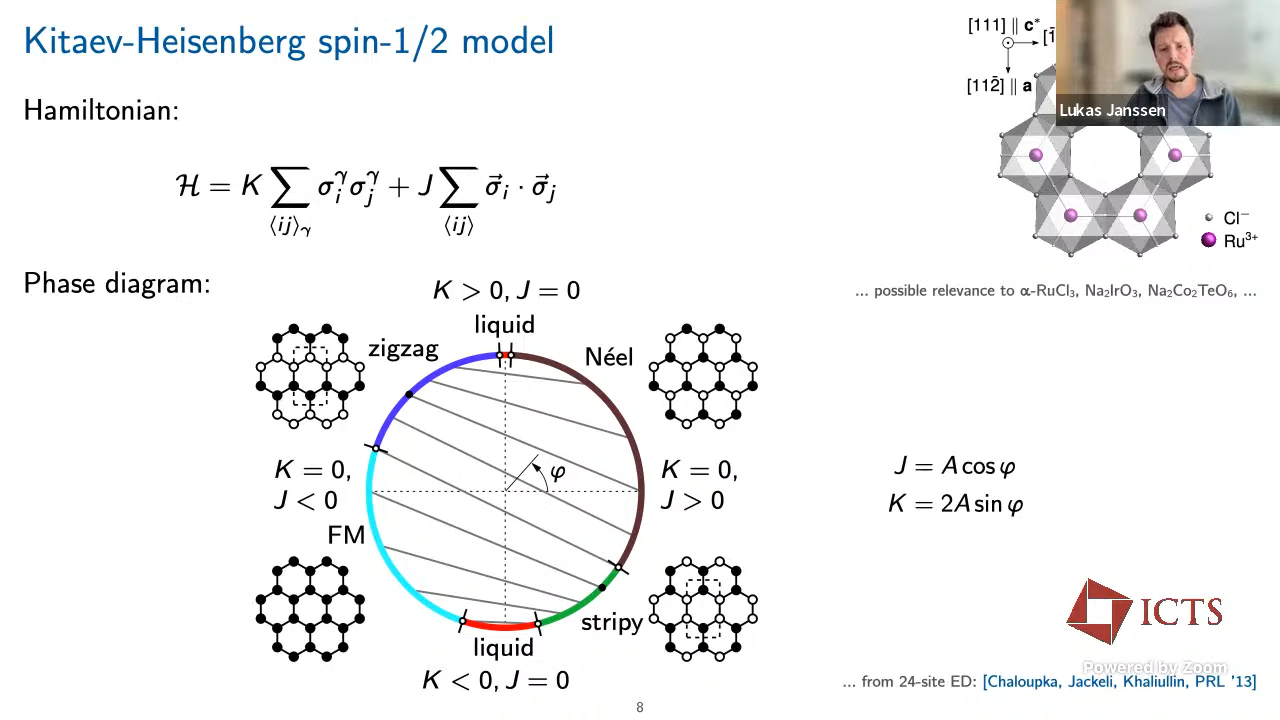 Kitaev-Heisenberg spin-1/2 model
[111] ∥ c*
[1̄
[112̄] ∥ a
Lukas Janssen
Hamiltonian:
ℋ = K ∑⟨ij⟩γ σᵢ^γ σⱼ^γ + J ∑⟨ij⟩ σ⃗ᵢ · σ⃗ⱼ
Cl⁻
Ru³⁺
Phase diagram:
... possible relevance to α-RuCl₃, Na₂IrO₃, Na₂Co₂TeO₆, ...
K > 0, J = 0
liquid
zigzag
Néel
φ
K = 0,
J < 0
K = 0,
J > 0
J = A cos φ
K = 2A sin φ
FM
stripy
liquid
K < 0, J = 0
ICTS
Powered by Zoom
... from 24-site ED: [Chaloupka, Jackeli, Khaliullin, PRL '13]
8